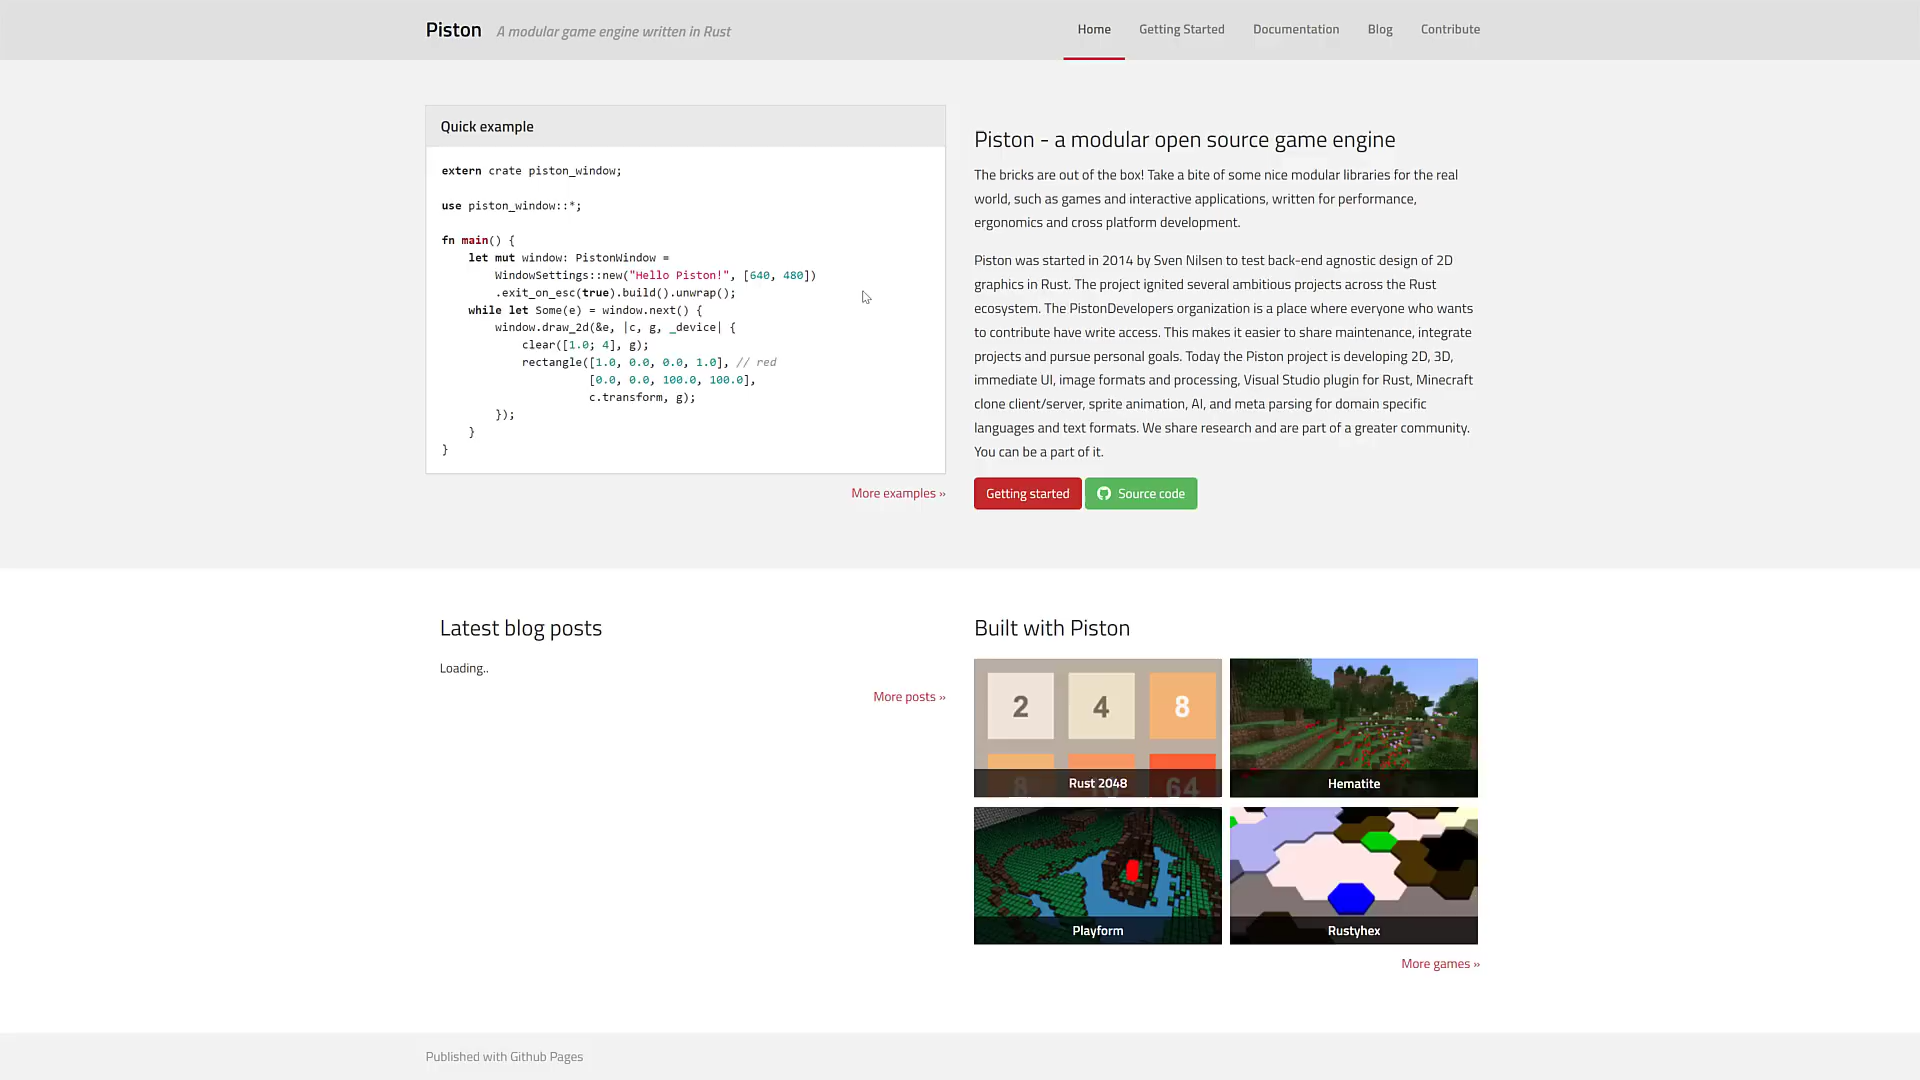 Piston A modular game engine written in Rust
Home Getting Started Documentation Blog Contribute
Quick example
extern crate piston_window;
use piston_window::*;
fn main() {
let mut window: PistonWindow =
WindowSettings::new("Hello Piston!", [640, 480])
.exit_on_esc(true).build().unwrap();
while let Some(e) = window.next() {
window.draw_2d(&e, |c, g, _device| {
clear([1.0; 4], g);
rectangle([1.0, 0.0, 0.0, 1.0], // red
[0.0, 0.0, 100.0, 100.0],
c.transform, g);
});
}
}
More examples »
Piston - a modular open source game engine
The bricks are out of the box! Take a bite of some nice modular libraries for the real
world, such as games and interactive applications, written for performance,
ergonomics and cross platform development.
Piston was started in 2014 by Sven Nilsen to test back-end agnostic design of 2D
graphics in Rust. The project ignited several ambitious projects across the Rust
ecosystem. The PistonDevelopers organization is a place where everyone who wants
to contribute have write access. This makes it easier to share maintenance, integrate
projects and pursue personal goals. Today the Piston project is developing 2D, 3D,
immediate UI, image formats and processing, Visual Studio plugin for Rust, Minecraft
clone client/server, sprite animation, AI, and meta parsing for domain specific
languages and text formats. We share research and are part of a greater community.
You can be a part of it.
Getting started Source code
Latest blog posts
Loading..
More posts »
Built with Piston
2 4 8
8 16 64
Rust 2048
Hematite
Playform
Rustyhex
More games »
Published with Github Pages